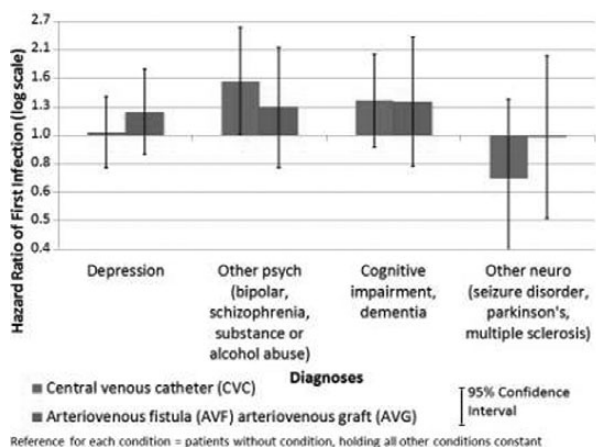 Hazard Ratio of First Infection (log scale)
2.7
2.1
1.6
1.3
1.0
0.8
0.6
0.5
0.4
Depression
Other psych
(bipolar,
schizophrenia,
substance or
alcohol abuse)
Cognitive
impairment,
dementia
Other neuro
(seizure disorder,
parkinson's,
multiple sclerosis)
Diagnoses
Central venous catheter (CVC)
Arteriovenous fistula (AVF) arteriovenous graft (AVG)
95% Confidence
Interval
Reference for each condition = patients without condition, holding all other conditions constant